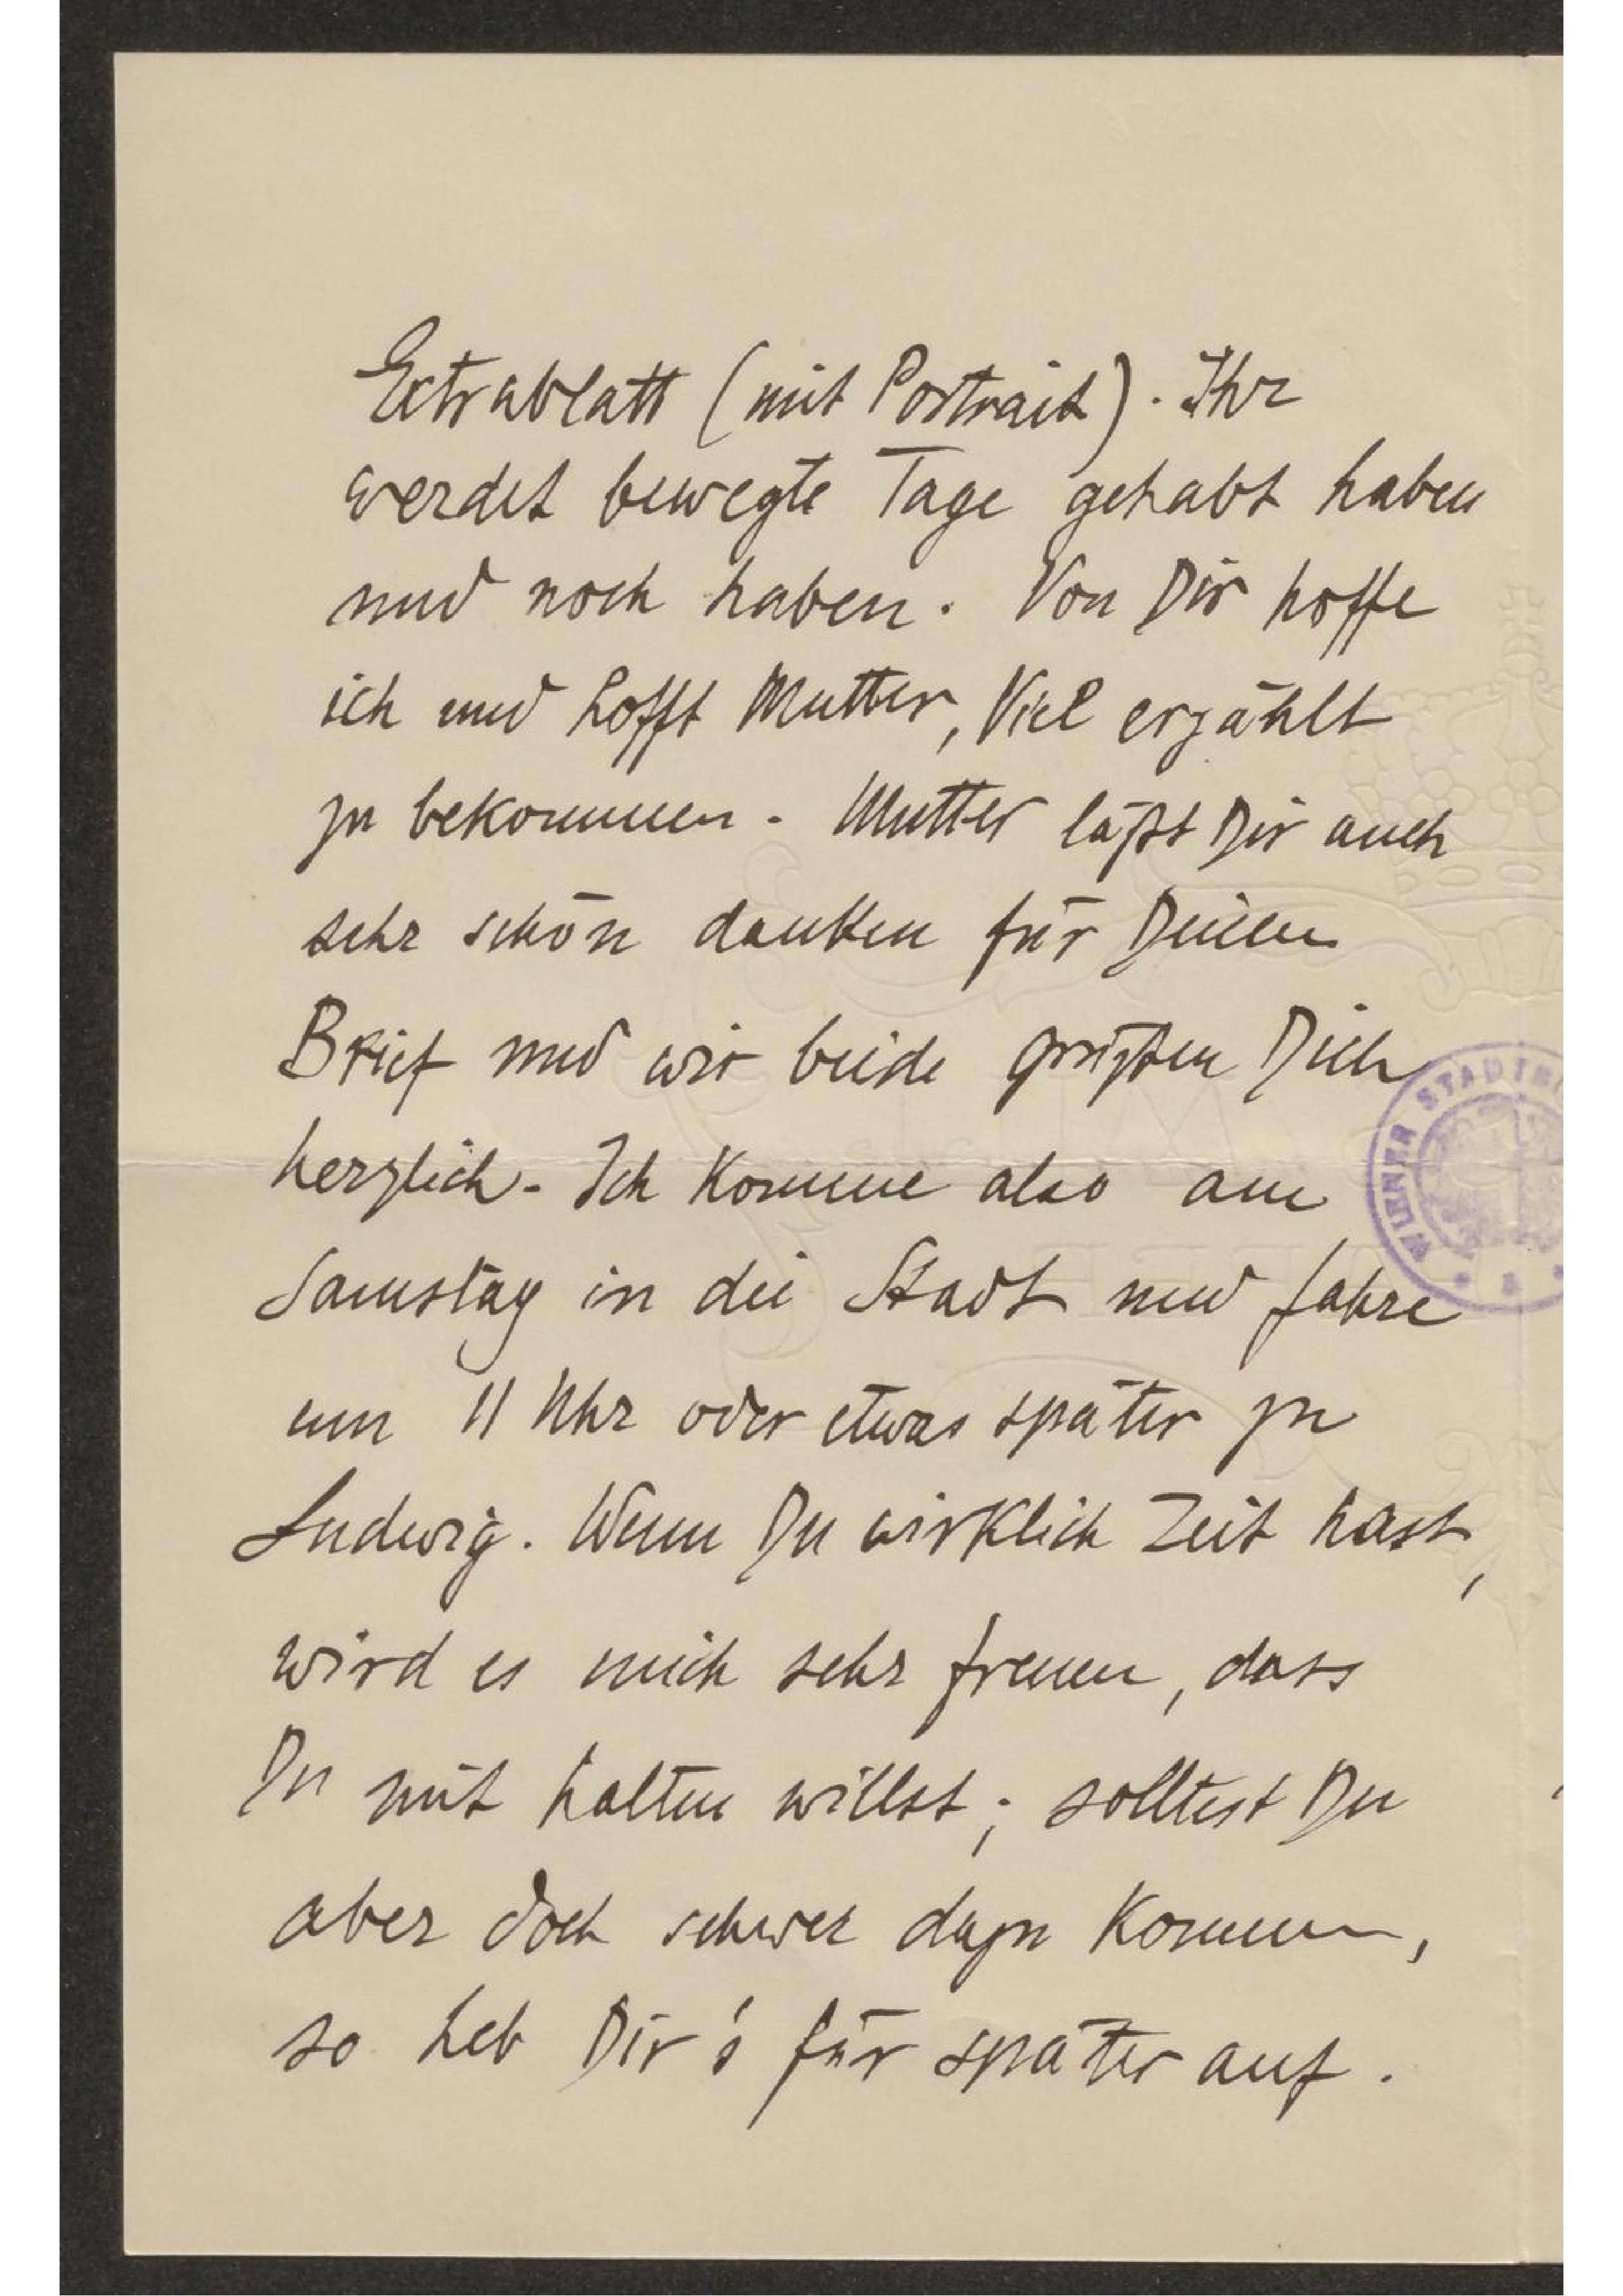 Extrablatt (mit Portrait). Ihr
werdet bewegte Tage gehabt haben
und noch haben. Von Dir hoffe
ich und hofft Mutter, Viel erzählt
zu bekommen. Mutter läßt Dir auch
sehr schön danken für Deinen
Brief und wir beide grüßen Dich
herzlich. Ich komme also am
Samstag in die Stadt und fahre
um 11 Uhr oder etwas später zu
Ludwig. Wenn Du wirklich Zeit hast,
wird es mich sehr freuen, dass
Du mit halten willst; solltest Du
aber doch schwer dazu kommen,
so heb Dir's für später auf.
WIENER STADTB